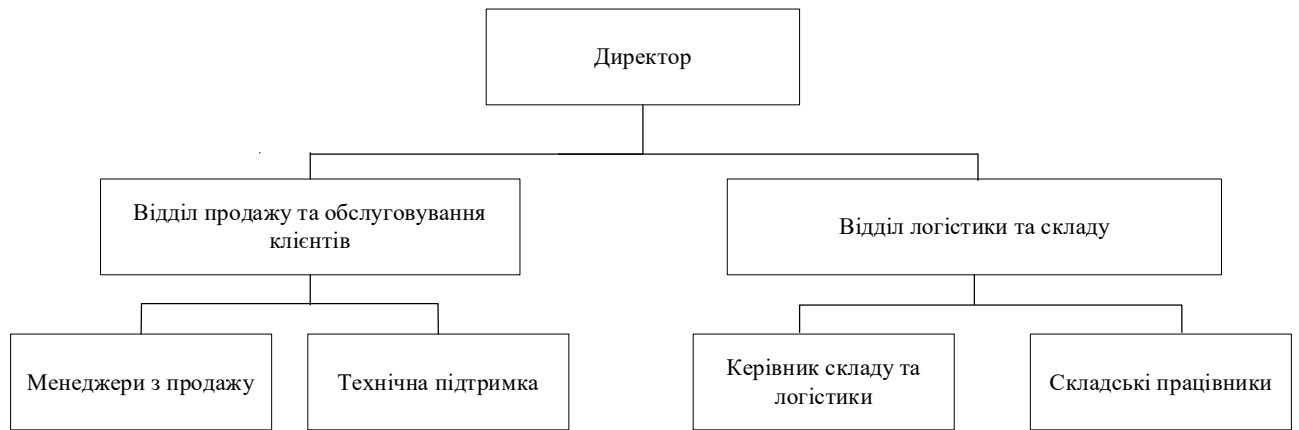 Директор
Відділ продажу та обслуговування
клієнтів
Відділ логістики та складу
Менеджери з продажу
Технічна підтримка
Керівник складу та
логістики
Складські працівники